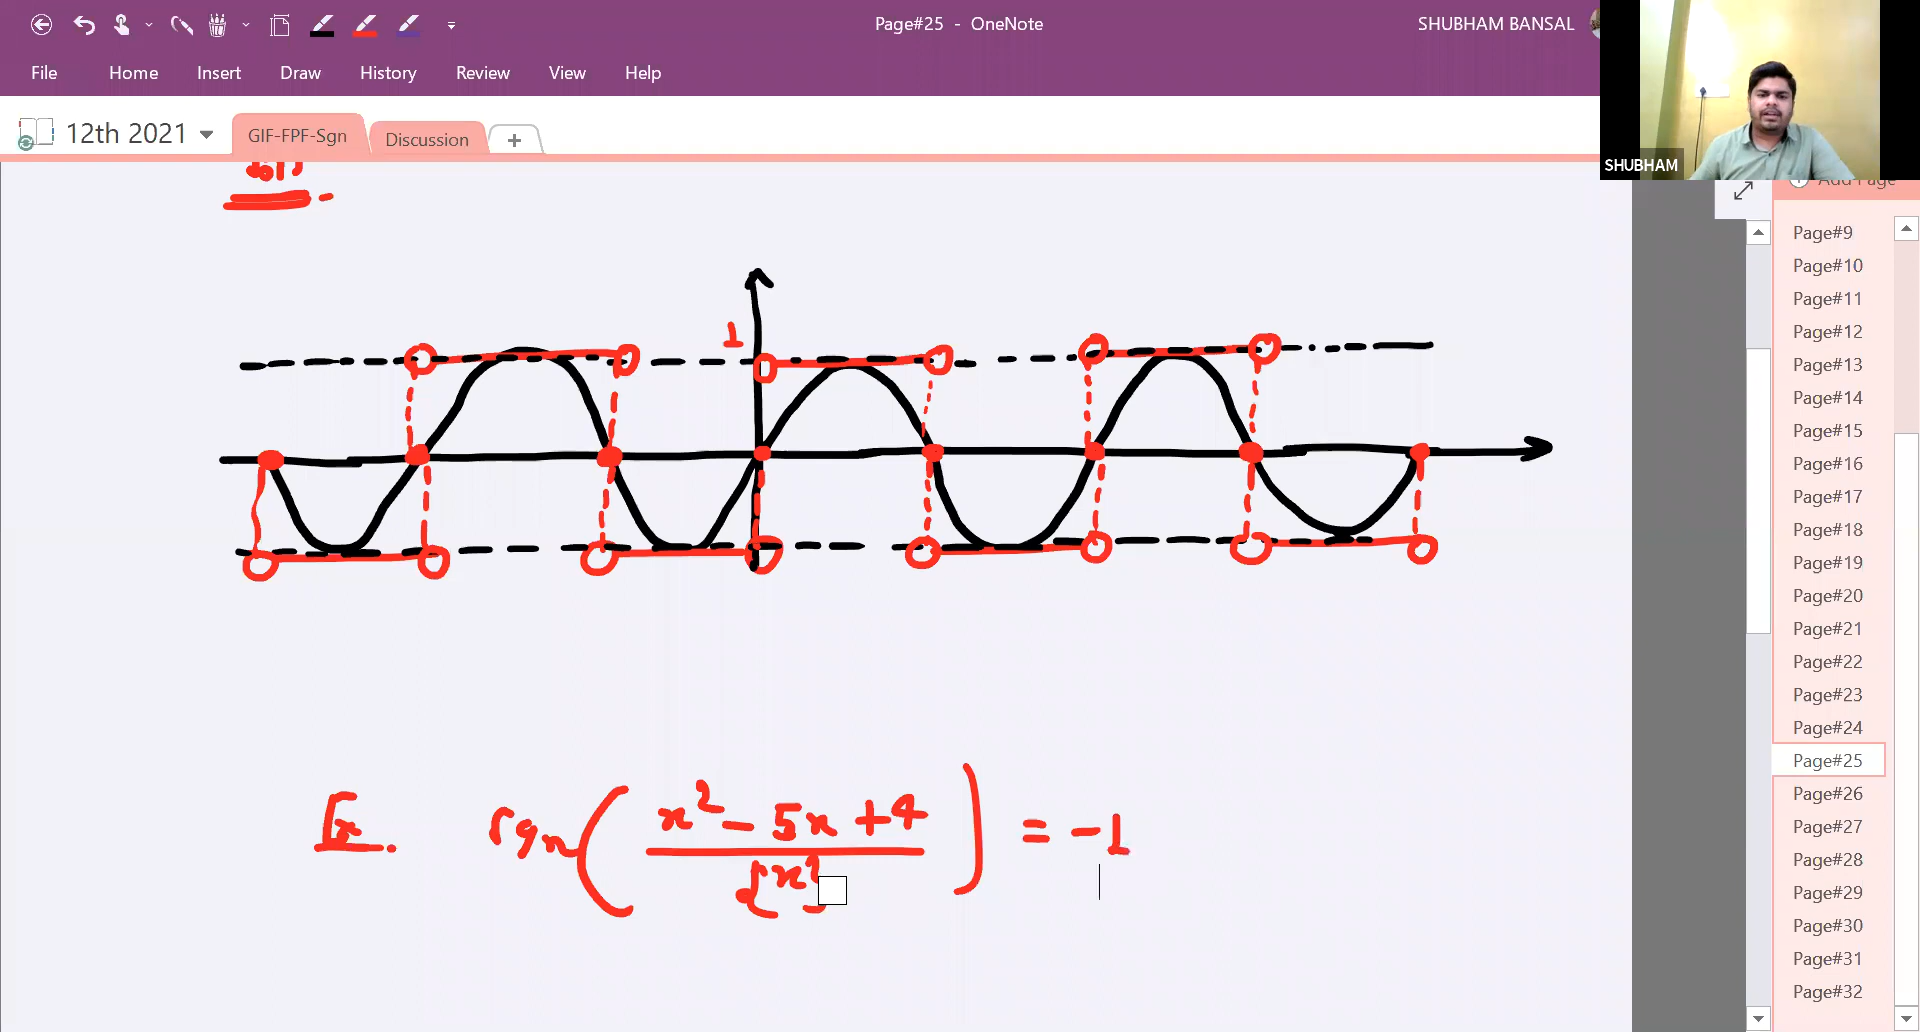 Page#25 - OneNote
SHUBHAM BANSAL
File Home Insert Draw History Review View Help
SHUBHAM
12th 2021
GIF-FPF-Sgn
Discussion
Add Page
Page#9
Page#10
Page#11
Page#12
Page#13
Page#14
Page#15
Page#16
Page#17
Page#18
Page#19
Page#20
Page#21
Page#22
Page#23
Page#24
Page#25
Page#26
Page#27
Page#28
Page#29
Page#30
Page#31
Page#32
1
Ex. sgn( (x² - 5x + 4) / {x} ) = -1